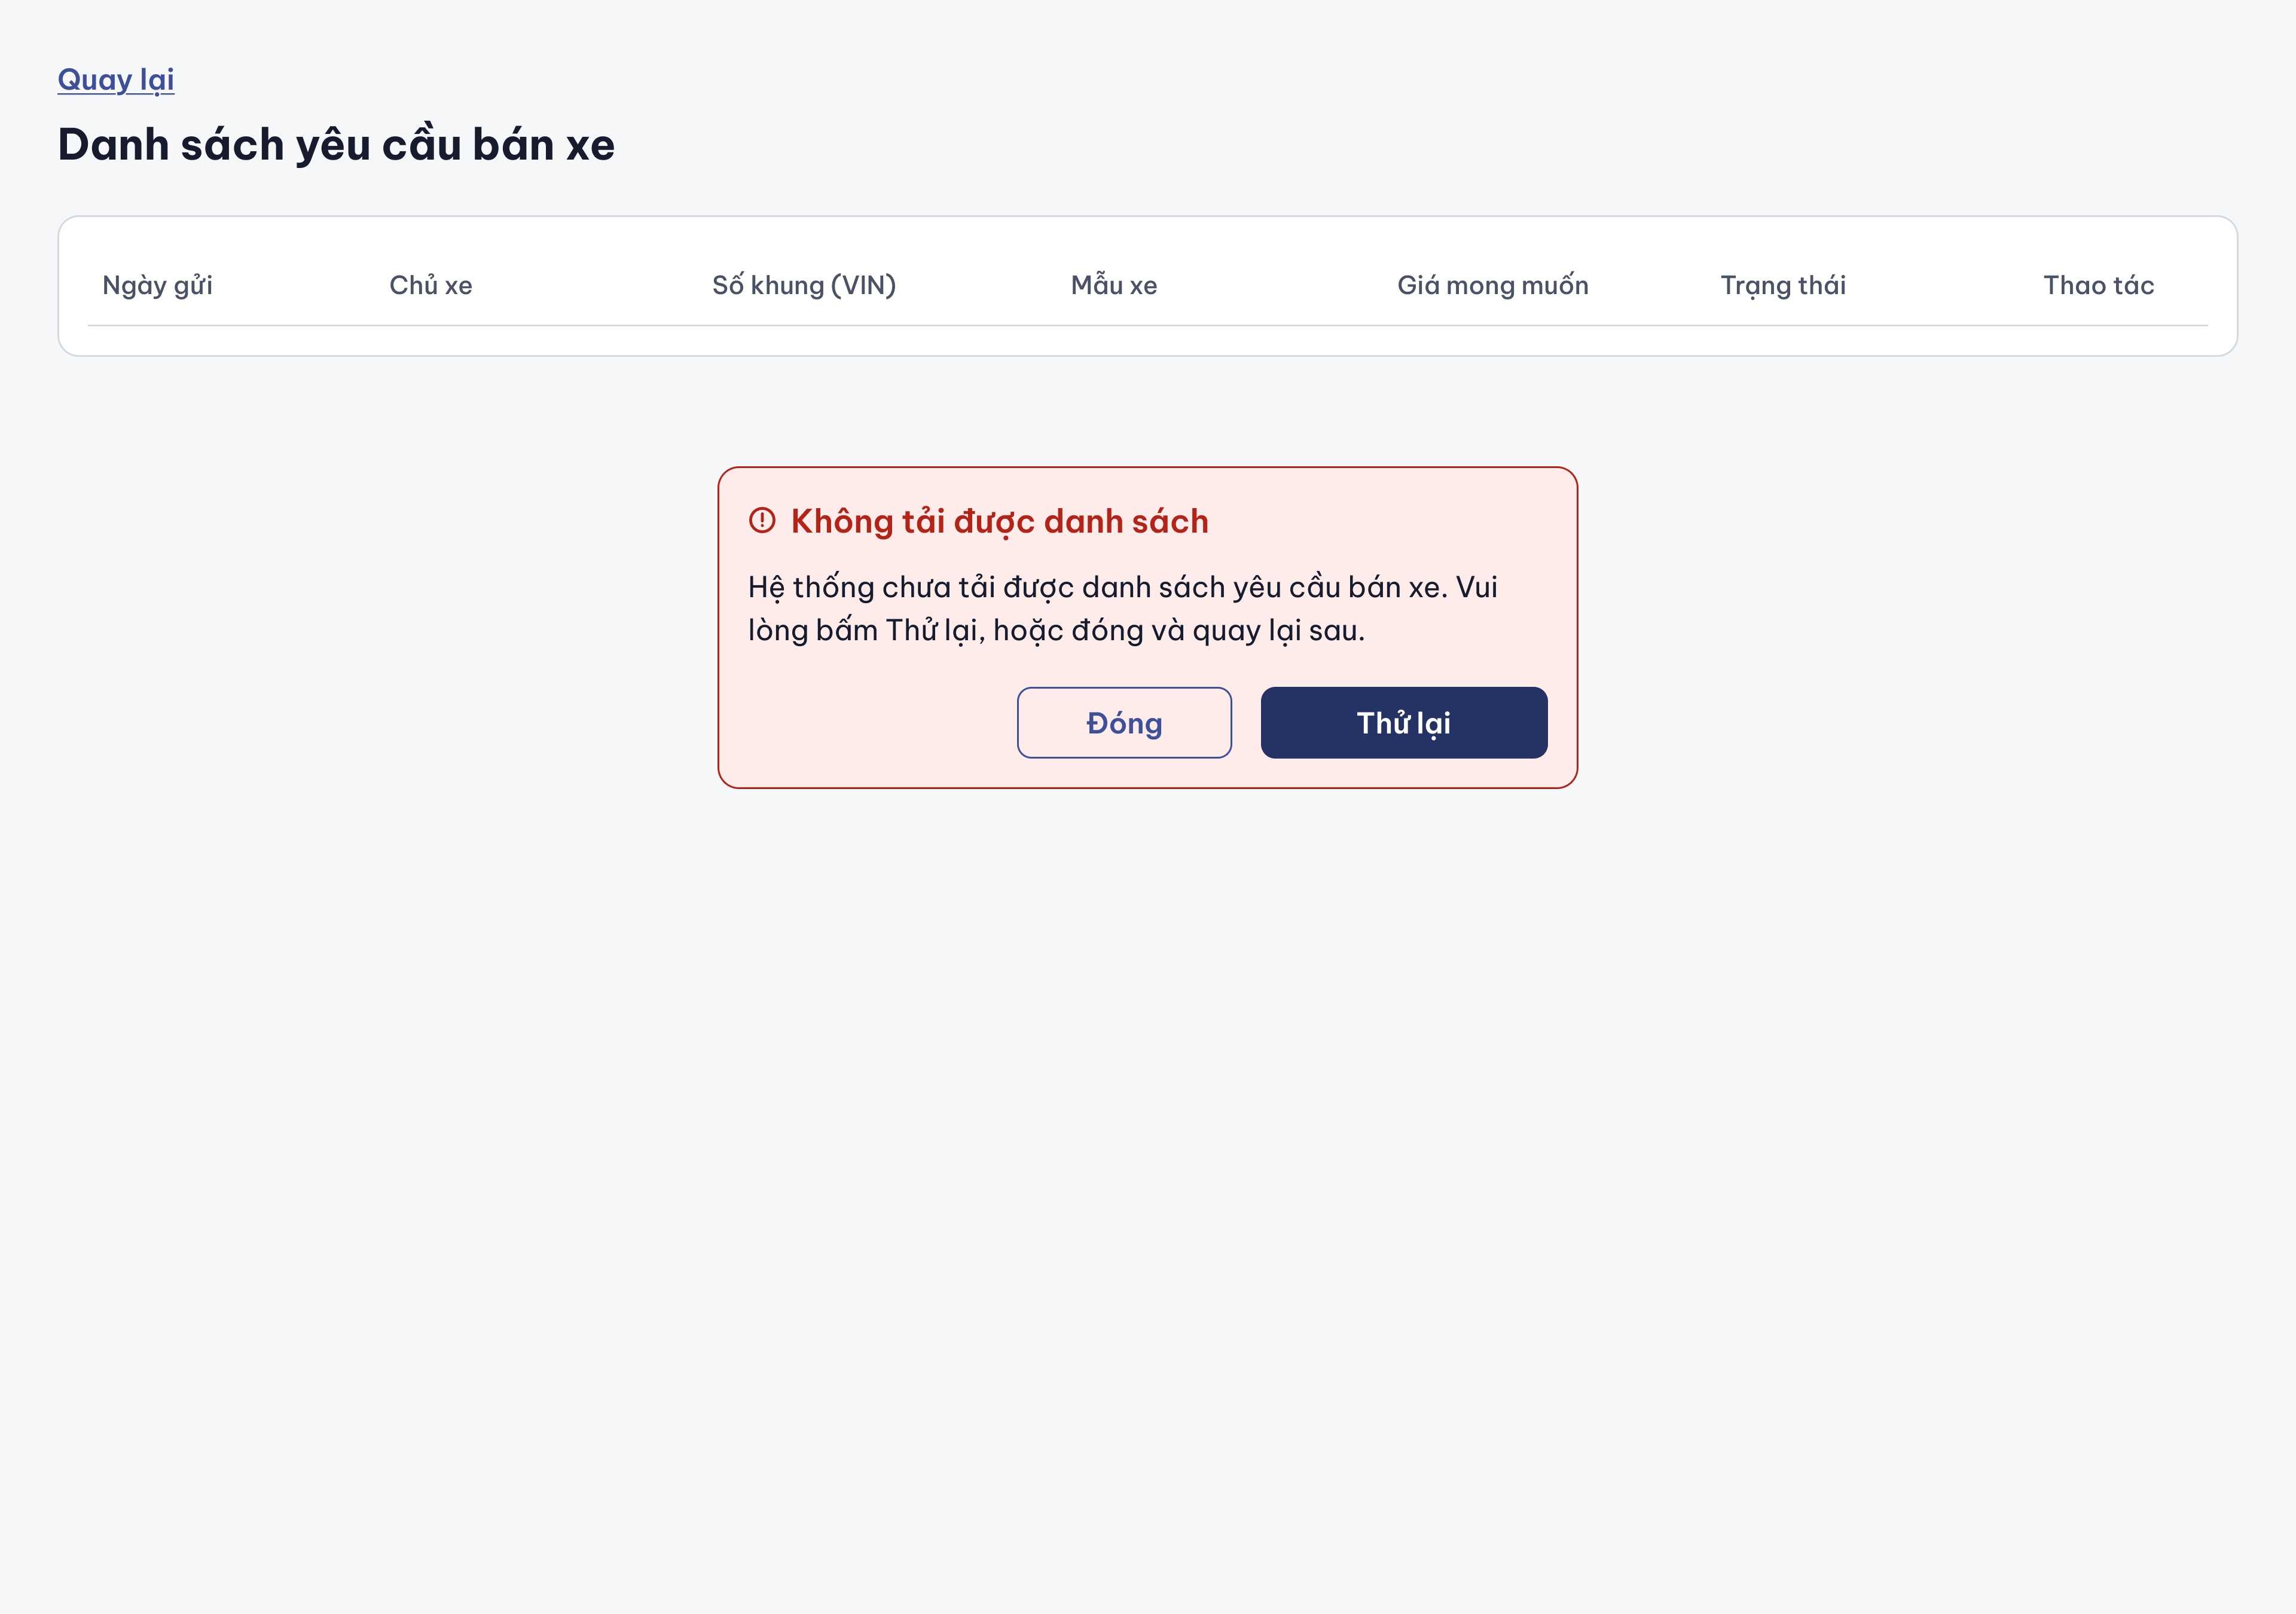 Quay lại
Danh sách yêu cầu bán xe
Ngày gửi Chủ xe Số khung (VIN) Mẫu xe Giá mong muốn Trạng thái Thao tác
Không tải được danh sách
Hệ thống chưa tải được danh sách yêu cầu bán xe. Vui
lòng bấm Thử lại, hoặc đóng và quay lại sau.
Đóng Thử lại